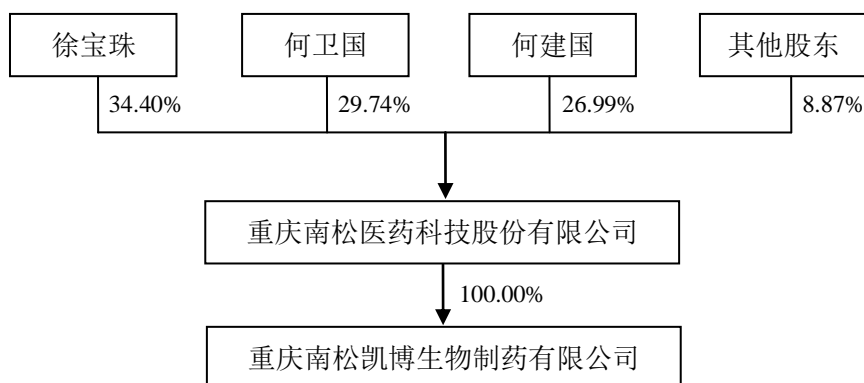 徐宝珠
何卫国
何建国
其他股东
34.40%
29.74%
26.99%
8.87%
重庆南松医药科技股份有限公司
100.00%
重庆南松凯博生物制药有限公司